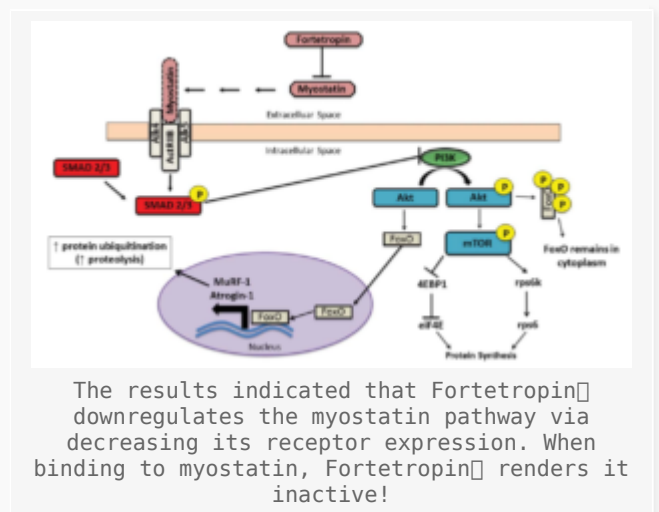 Fortetropin
Myostatin
Myostatin
Extracellular Space
Intracellular Space
ActRIIB
SMAD 2/3
SMAD 2/3
P
PI3K
Akt
Akt
P
P
P
P
P
FoxO
FoxO remains in
cytoplasm
mTOR
P
FoxO
↑ protein ubiquitination
(↑ proteolysis)
MuRF-1
Atrogin-1
FoxO
FoxO
Nucleus
4EBP1
eIF4E
rps6
Protein Synthesis
The results indicated that Fortetropin▯
downregulates the myostatin pathway via
decreasing its receptor expression. When
binding to myostatin, Fortetropin▯ renders it
inactive!